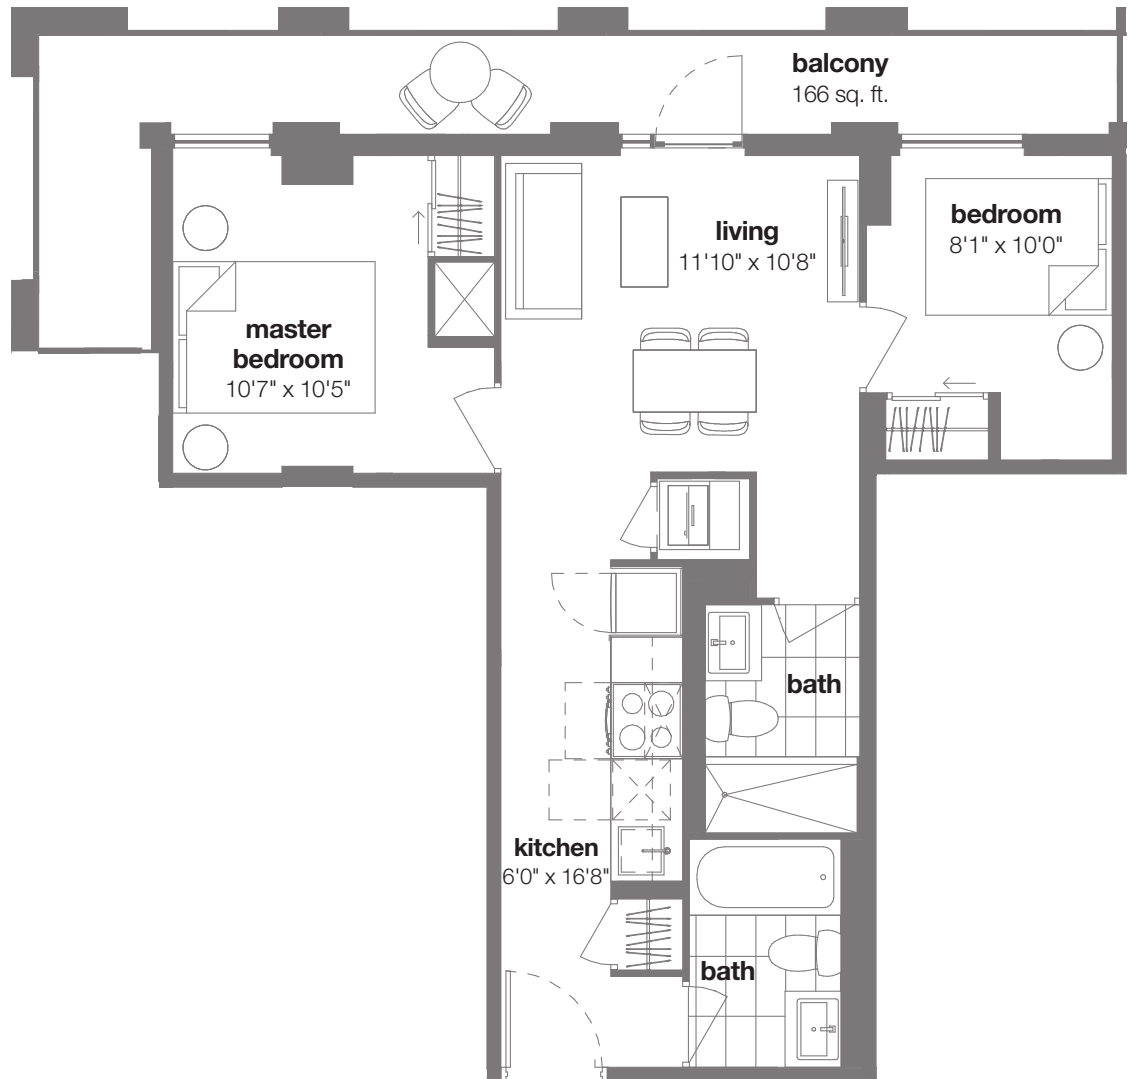 balcony
166 sq. ft.
living
11'10" x 10'8"
bedroom
8'1" x 10'0"
master
bedroom
10'7" x 10'5"
bath
kitchen
6'0" x 16'8"
bath